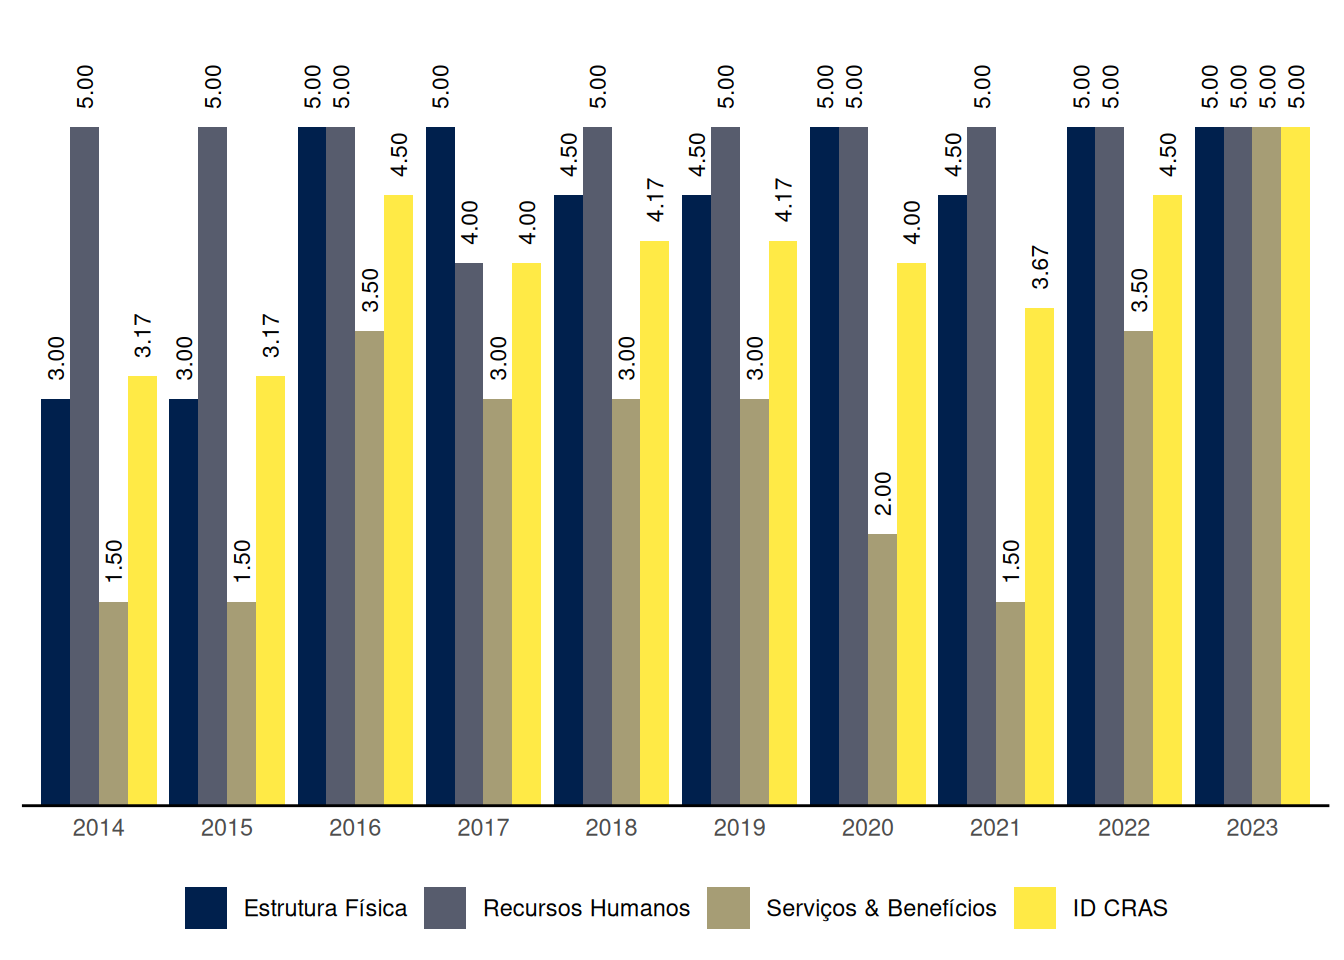 5.00 5.00 5.00 5.00 5.00 5.00 5.00 5.00 5.00 5.00 5.00 5.00 5.00 5.00 5.00 5.00
4.50 4.50 4.50 4.50 4.50
4.00 4.00 4.17 4.17 4.00
3.50 3.67 3.50
3.00 3.17 3.00 3.17 3.00 3.00 3.00
2.00
1.50 1.50 1.50
2014 2015 2016 2017 2018 2019 2020 2021 2022 2023
Estrutura Física Recursos Humanos Serviços & Benefícios ID CRAS